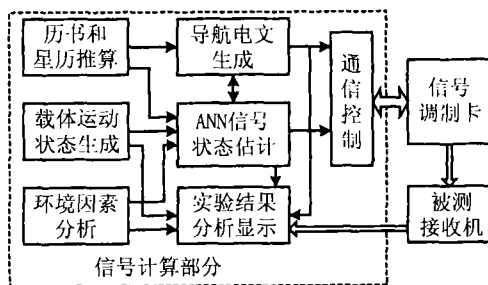 历书和
星历推算
导航电文
生成
通信控制
信号
调制卡
载体运动
状态生成
ANN信号
状态估计
环境因素
分析
实验结果
分析显示
被测
接收机
信号计算部分